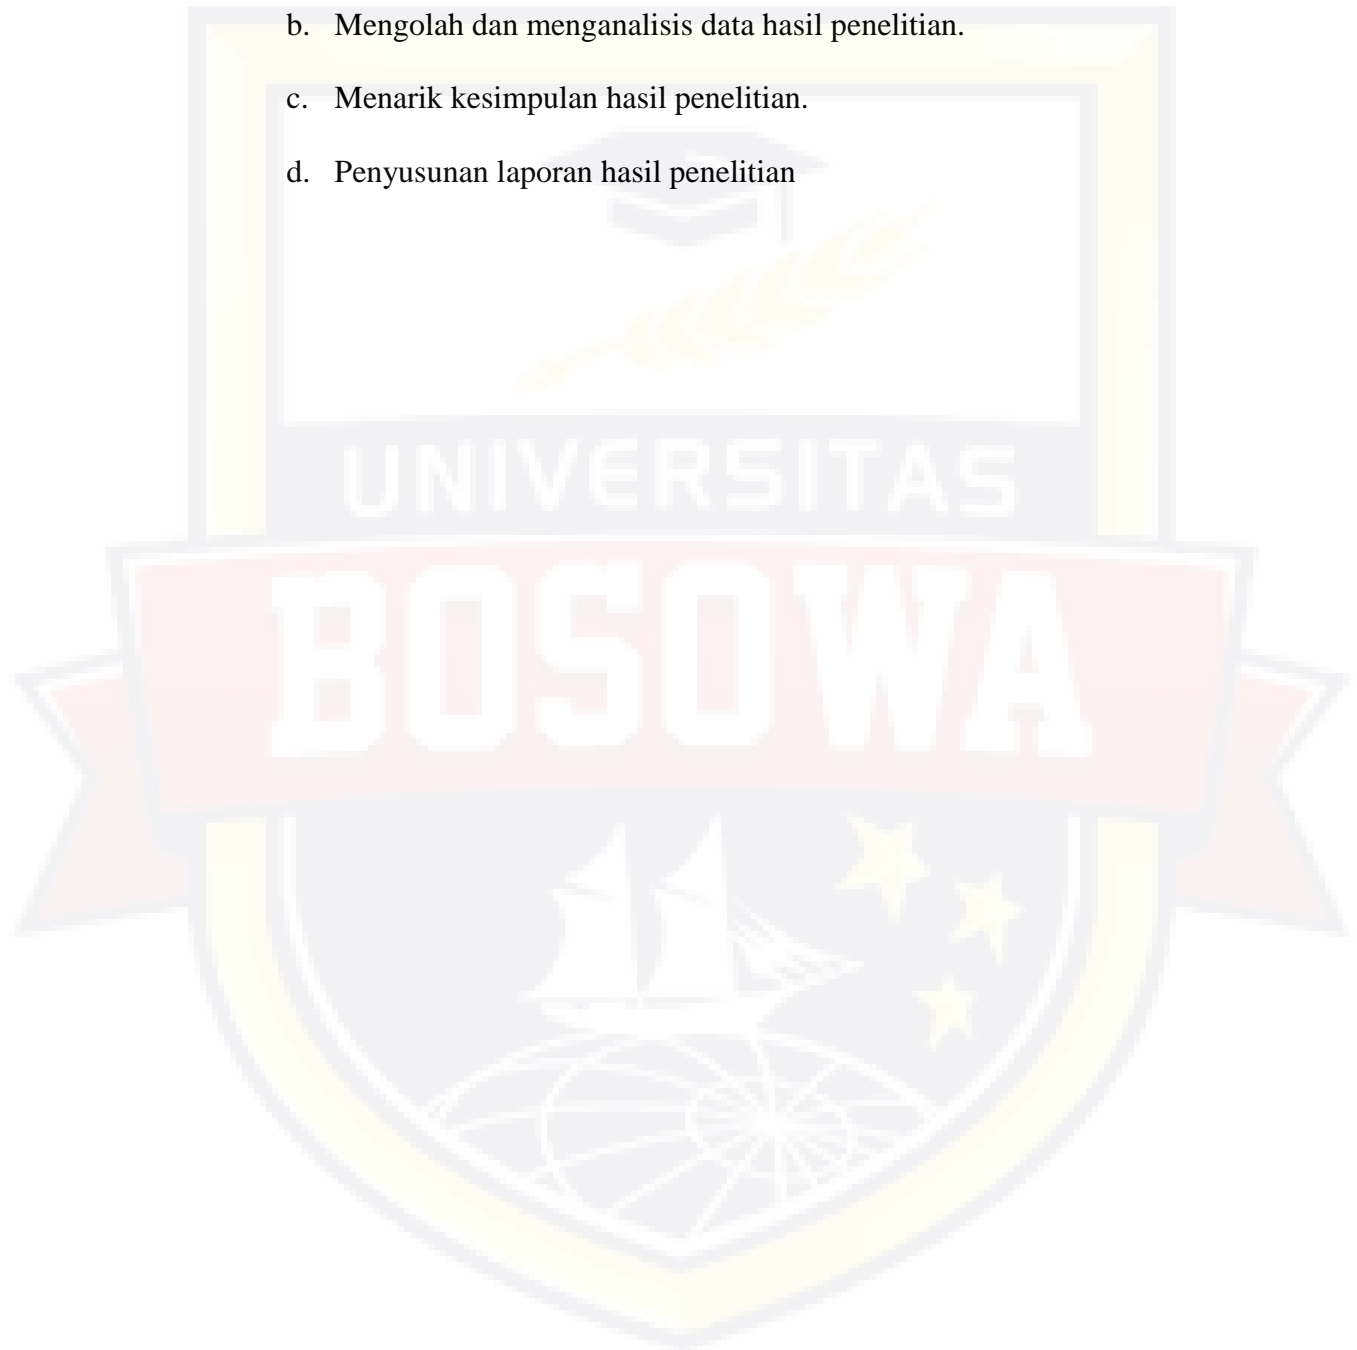 b. Mengolah dan menganalisis data hasil penelitian.
c. Menarik kesimpulan hasil penelitian.
d. Penyusunan laporan hasil penelitian
UNIVERSITAS
BOSOWA